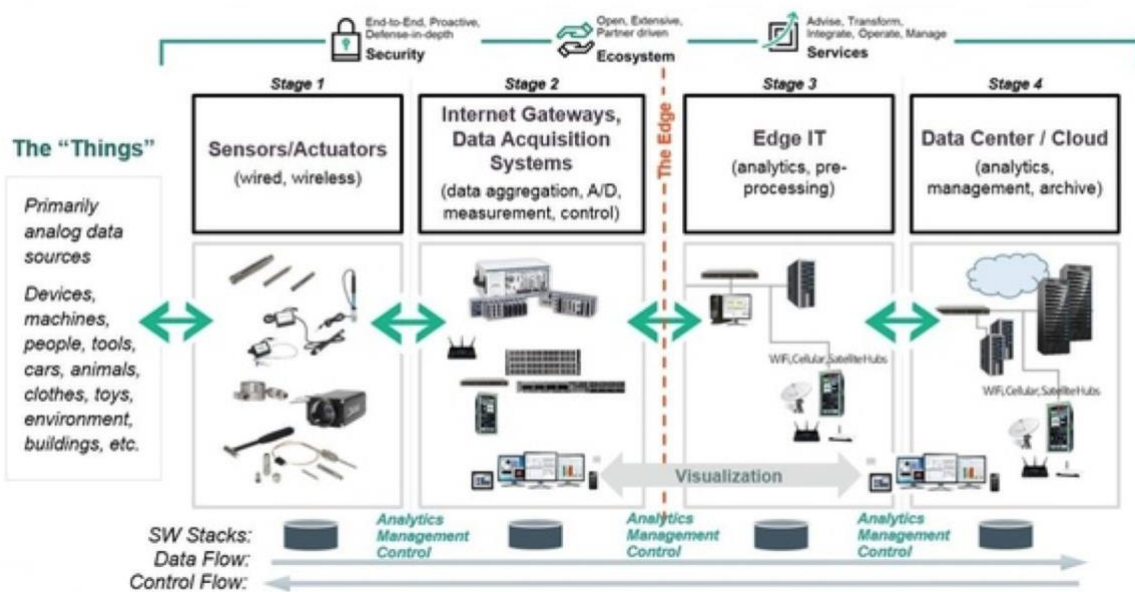 End-to-End, Proactive,
Defense-in-depth
Security
Open, Extensive,
Partner driven
Ecosystem
Advise, Transform,
Integrate, Operate, Manage
Services
Stage 1
Stage 2
Stage 3
Stage 4
The "Things"
Primarily
analog data
sources
Devices,
machines,
people, tools,
cars, animals,
clothes, toys,
environment,
buildings, etc.
Sensors/Actuators
(wired, wireless)
Internet Gateways,
Data Acquisition
Systems
(data aggregation, A/D,
measurement, control)
The Edge
Edge IT
(analytics, pre-
processing)
Data Center / Cloud
(analytics,
management, archive)
WiFi, Cellular, Satellite Hubs
WiFi, Cellular, Satellite Hubs
Visualization
SW Stacks:
Analytics
Management
Control
Analytics
Management
Control
Analytics
Management
Control
Data Flow:
Control Flow: